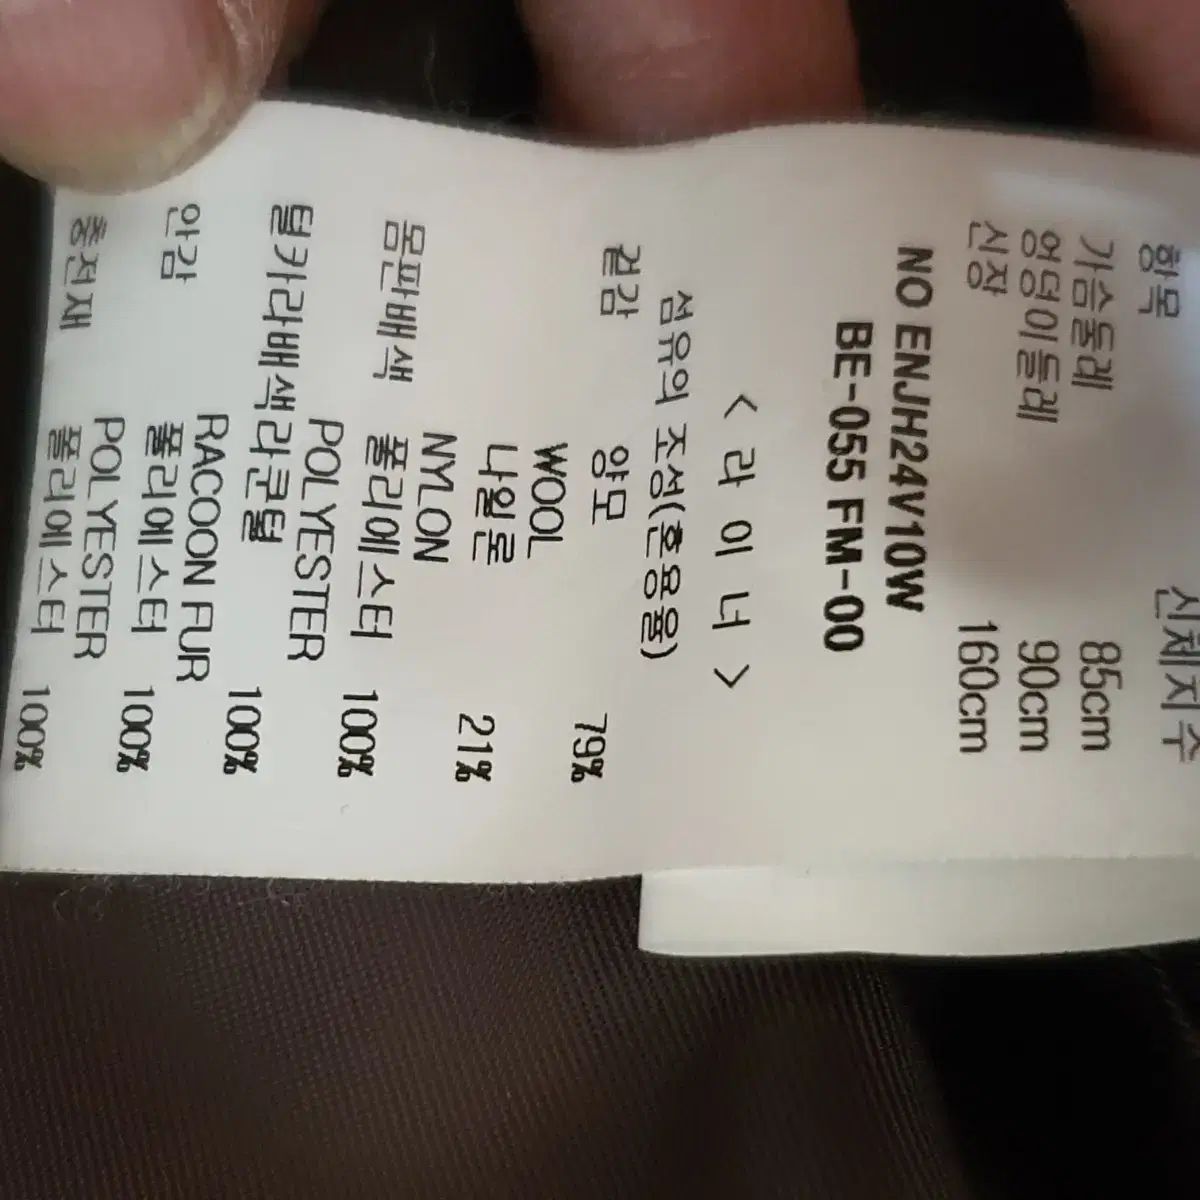 항목 신체치수
가슴둘레 85cm
엉덩이둘레 90cm
신장 160cm
NO ENJH24V10W
BE-055 FM-00
< 라 이 너 >
섬유의 조성(혼용율)
겉감 양모 79%
WOOL
나일론 21%
NYLON
몸판배색 폴리에스터 100%
POLYESTER
털카라배색 라쿤털 100%
RACOON FUR
안감 폴리에스터 100%
POLYESTER
충전재 폴리에스터 100%